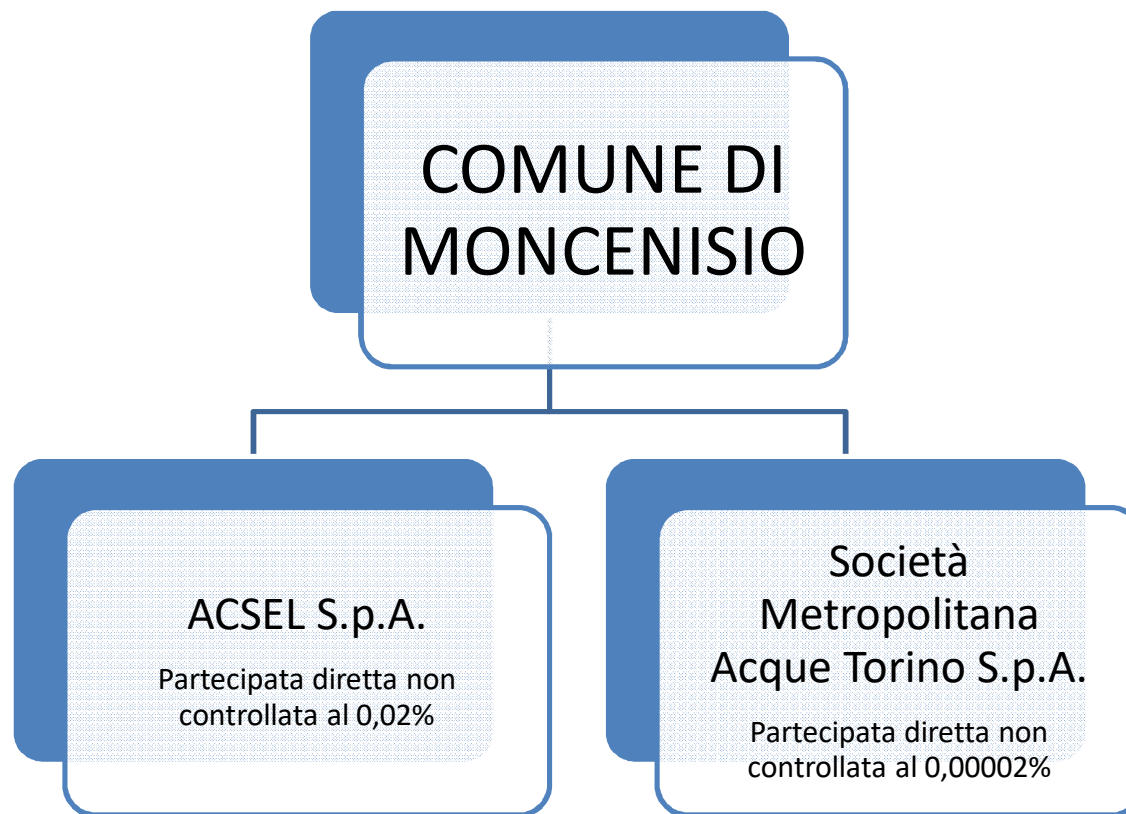 COMUNE DI
MONCENISIO
ACSEL S.p.A.
Partecipata diretta non
controllata al 0,02%
Società
Metropolitana
Acque Torino S.p.A.
Partecipata diretta non
controllata al 0,00002%